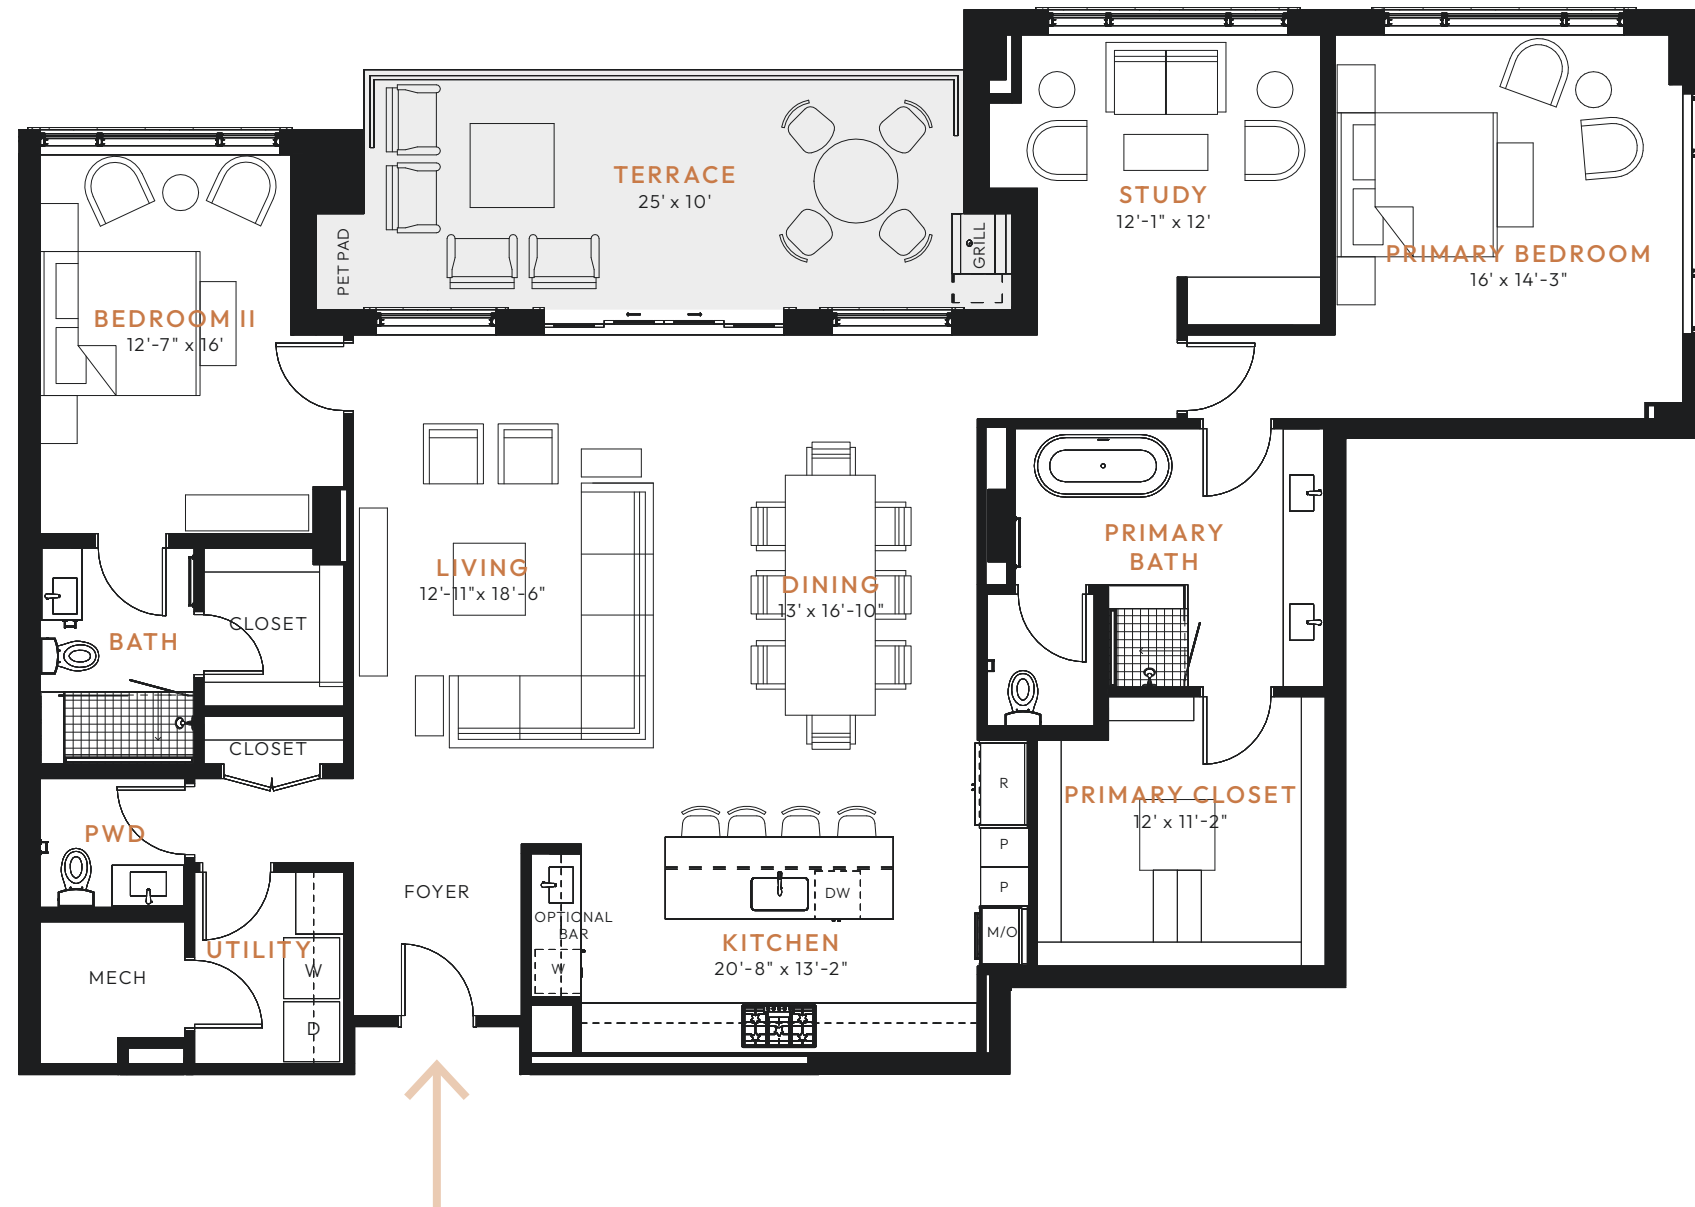 TERRACE
25' x 10'
PET PAD
GRILL
STUDY
12'-1" x 12'
PRIMARY BEDROOM
16' x 14'-3"
BEDROOM II
12'-7" x 16'
LIVING
12'-11"x 18'-6"
DINING
13' x 16'-10"
PRIMARY
BATH
CLOSET
BATH
CLOSET
PRIMARY CLOSET
12' x 11'-2"
R
P
P
M/O
PWD
FOYER
OPTIONAL
BAR
W
DW
KITCHEN
20'-8" x 13'-2"
UTILITY
W
D
MECH